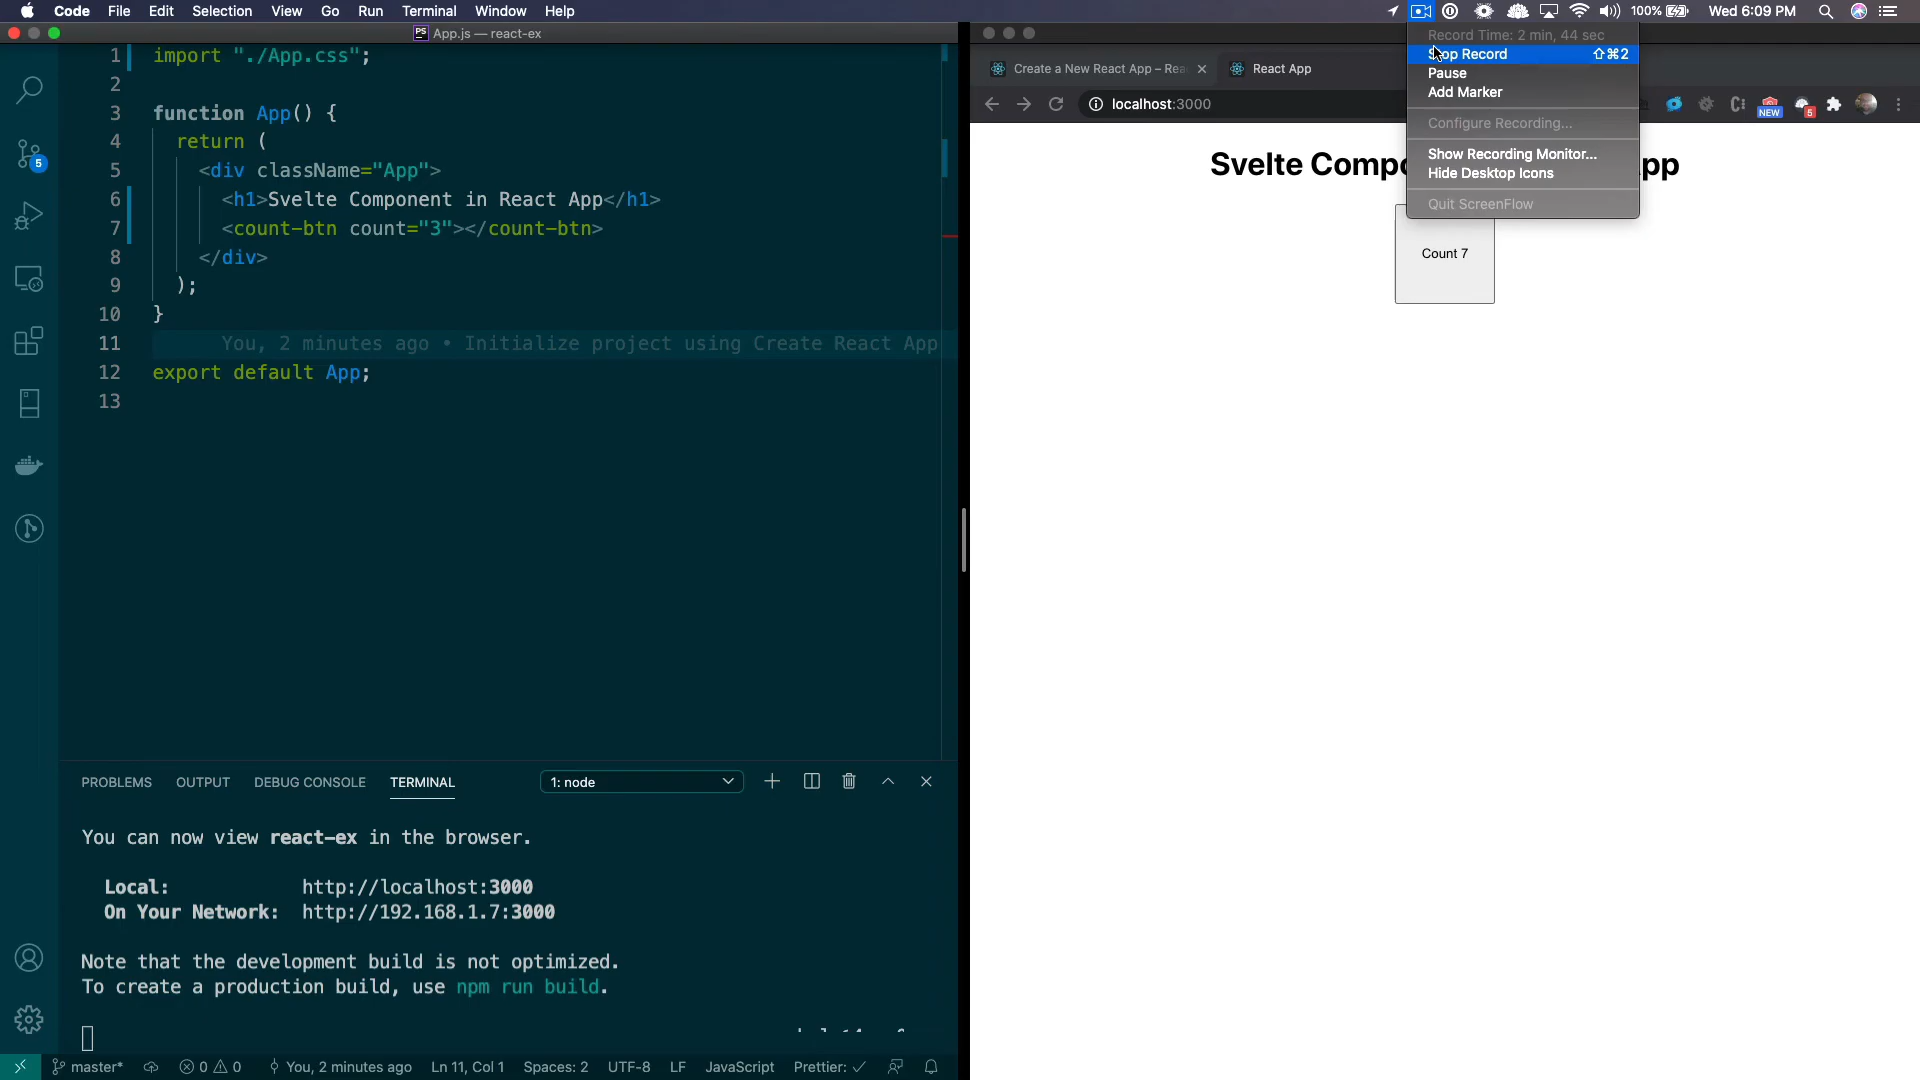 Code File Edit Selection View Go Run Terminal Window Help
100% Wed 6:09 PM
App.js — react-ex
1 import "./App.css";
2
3 function App() {
4 return (
5 <div className="App">
6 <h1>Svelte Component in React App</h1>
7 <count-btn count="3"></count-btn>
8 </div>
9 );
10 }
11 You, 2 minutes ago • Initialize project using Create React App
12 export default App;
13
5
PROBLEMS OUTPUT DEBUG CONSOLE TERMINAL 1: node
You can now view react-ex in the browser.
Local: http://localhost:3000
On Your Network: http://192.168.1.7:3000
Note that the development build is not optimized.
To create a production build, use npm run build.
master* 0 0 You, 2 minutes ago Ln 11, Col 1 Spaces: 2 UTF-8 LF JavaScript Prettier:
Create a New React App – Rea
React App
localhost:3000
NEW 5
Record Time: 2 min, 44 sec
Stop Record ⇧⌘2
Pause
Add Marker
Configure Recording...
Show Recording Monitor...
Hide Desktop Icons
Quit ScreenFlow
Svelte Compo pp
Count 7